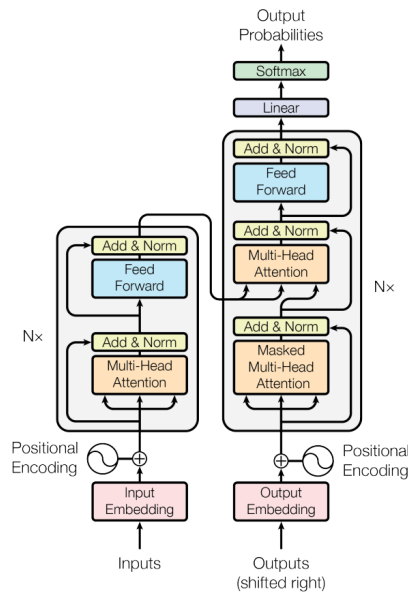 Output
Probabilities
Softmax
Linear
Add & Norm
Feed
Forward
Add & Norm
Multi-Head
Attention
N×
Add & Norm
Masked
Multi-Head
Attention
Positional
Encoding
Output
Embedding
Outputs
(shifted right)
Add & Norm
Feed
Forward
N×
Add & Norm
Multi-Head
Attention
Positional
Encoding
Input
Embedding
Inputs